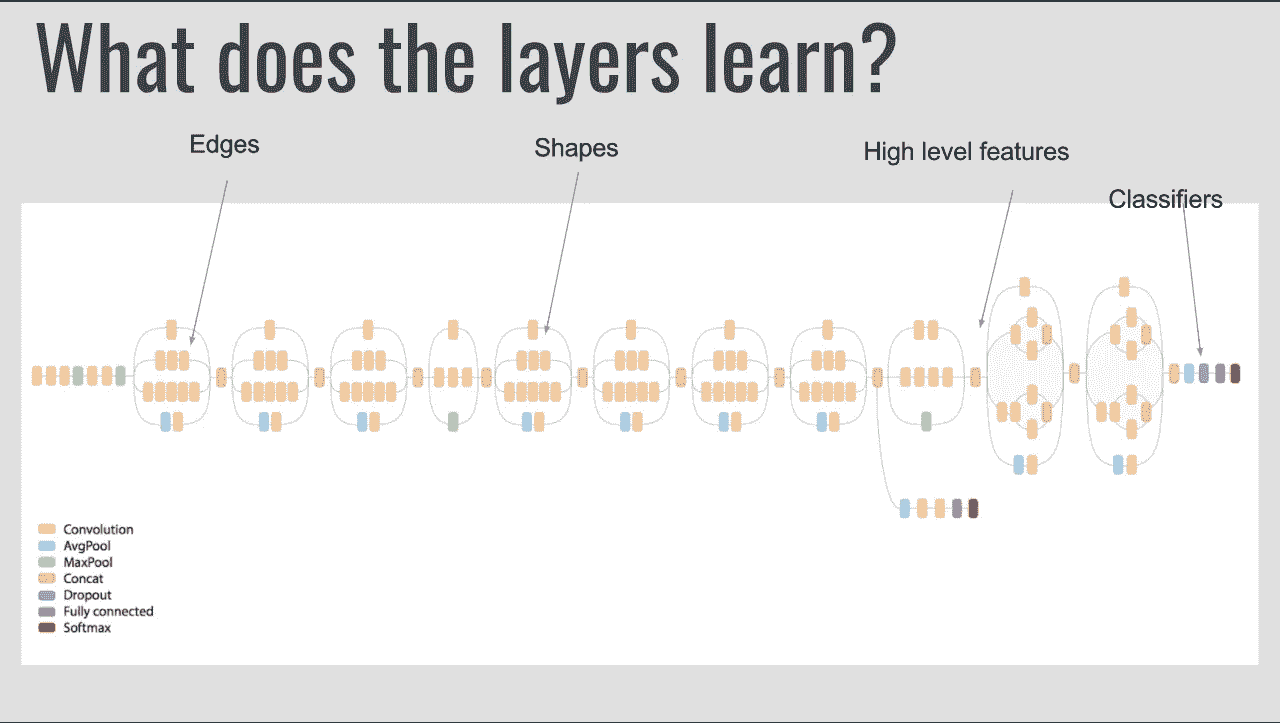 What does the layers learn?
Edges
Shapes
High level features
Classifiers
Convolution
AvgPool
MaxPool
Concat
Dropout
Fully connected
Softmax